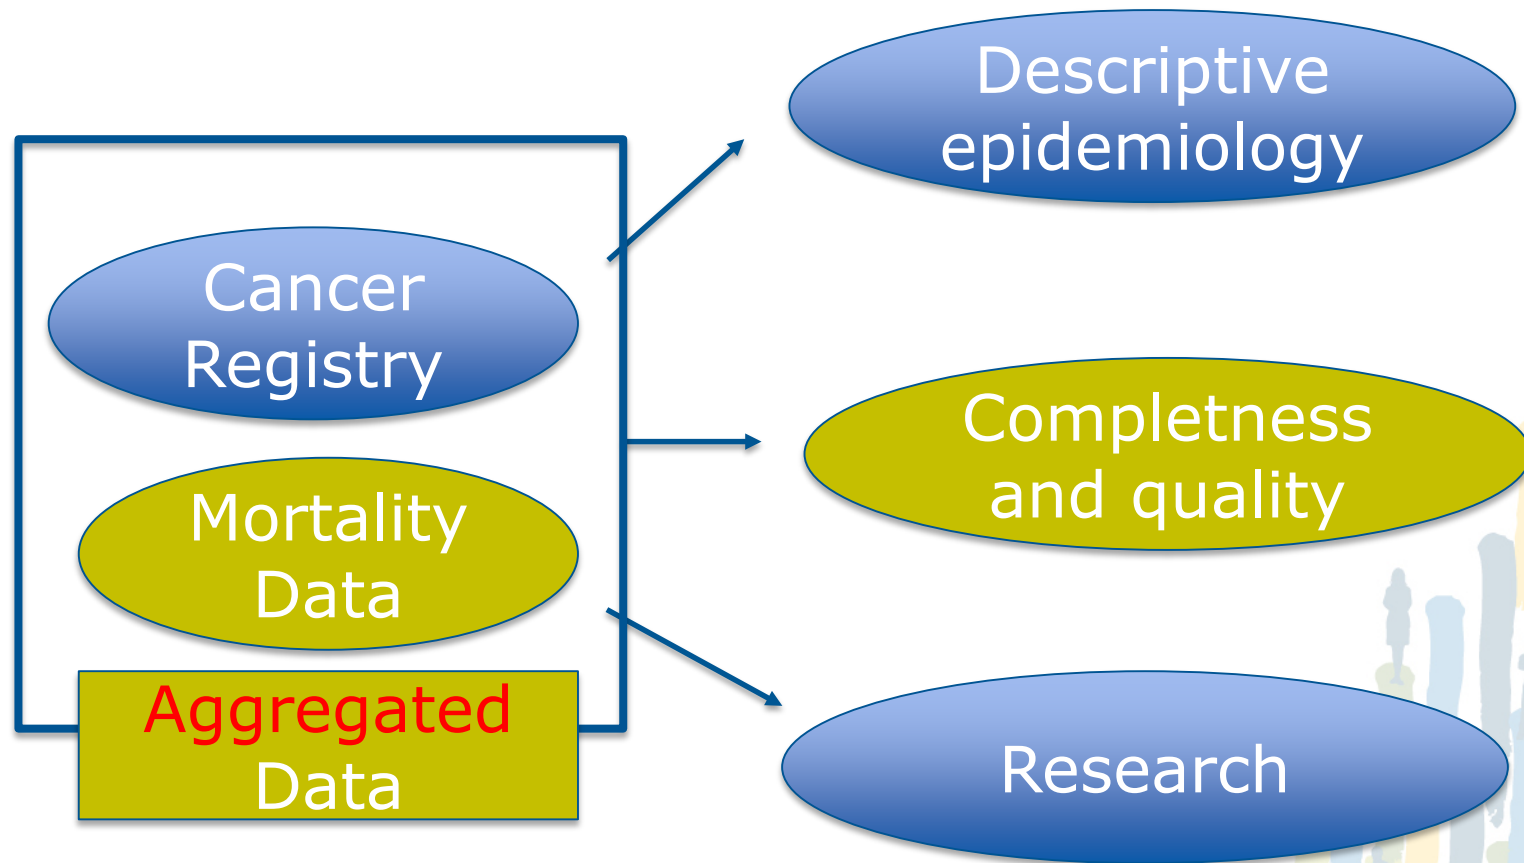 Cancer
Registry
Mortality
Data
Aggregated
Data
Descriptive
epidemiology
Completness
and quality
Research